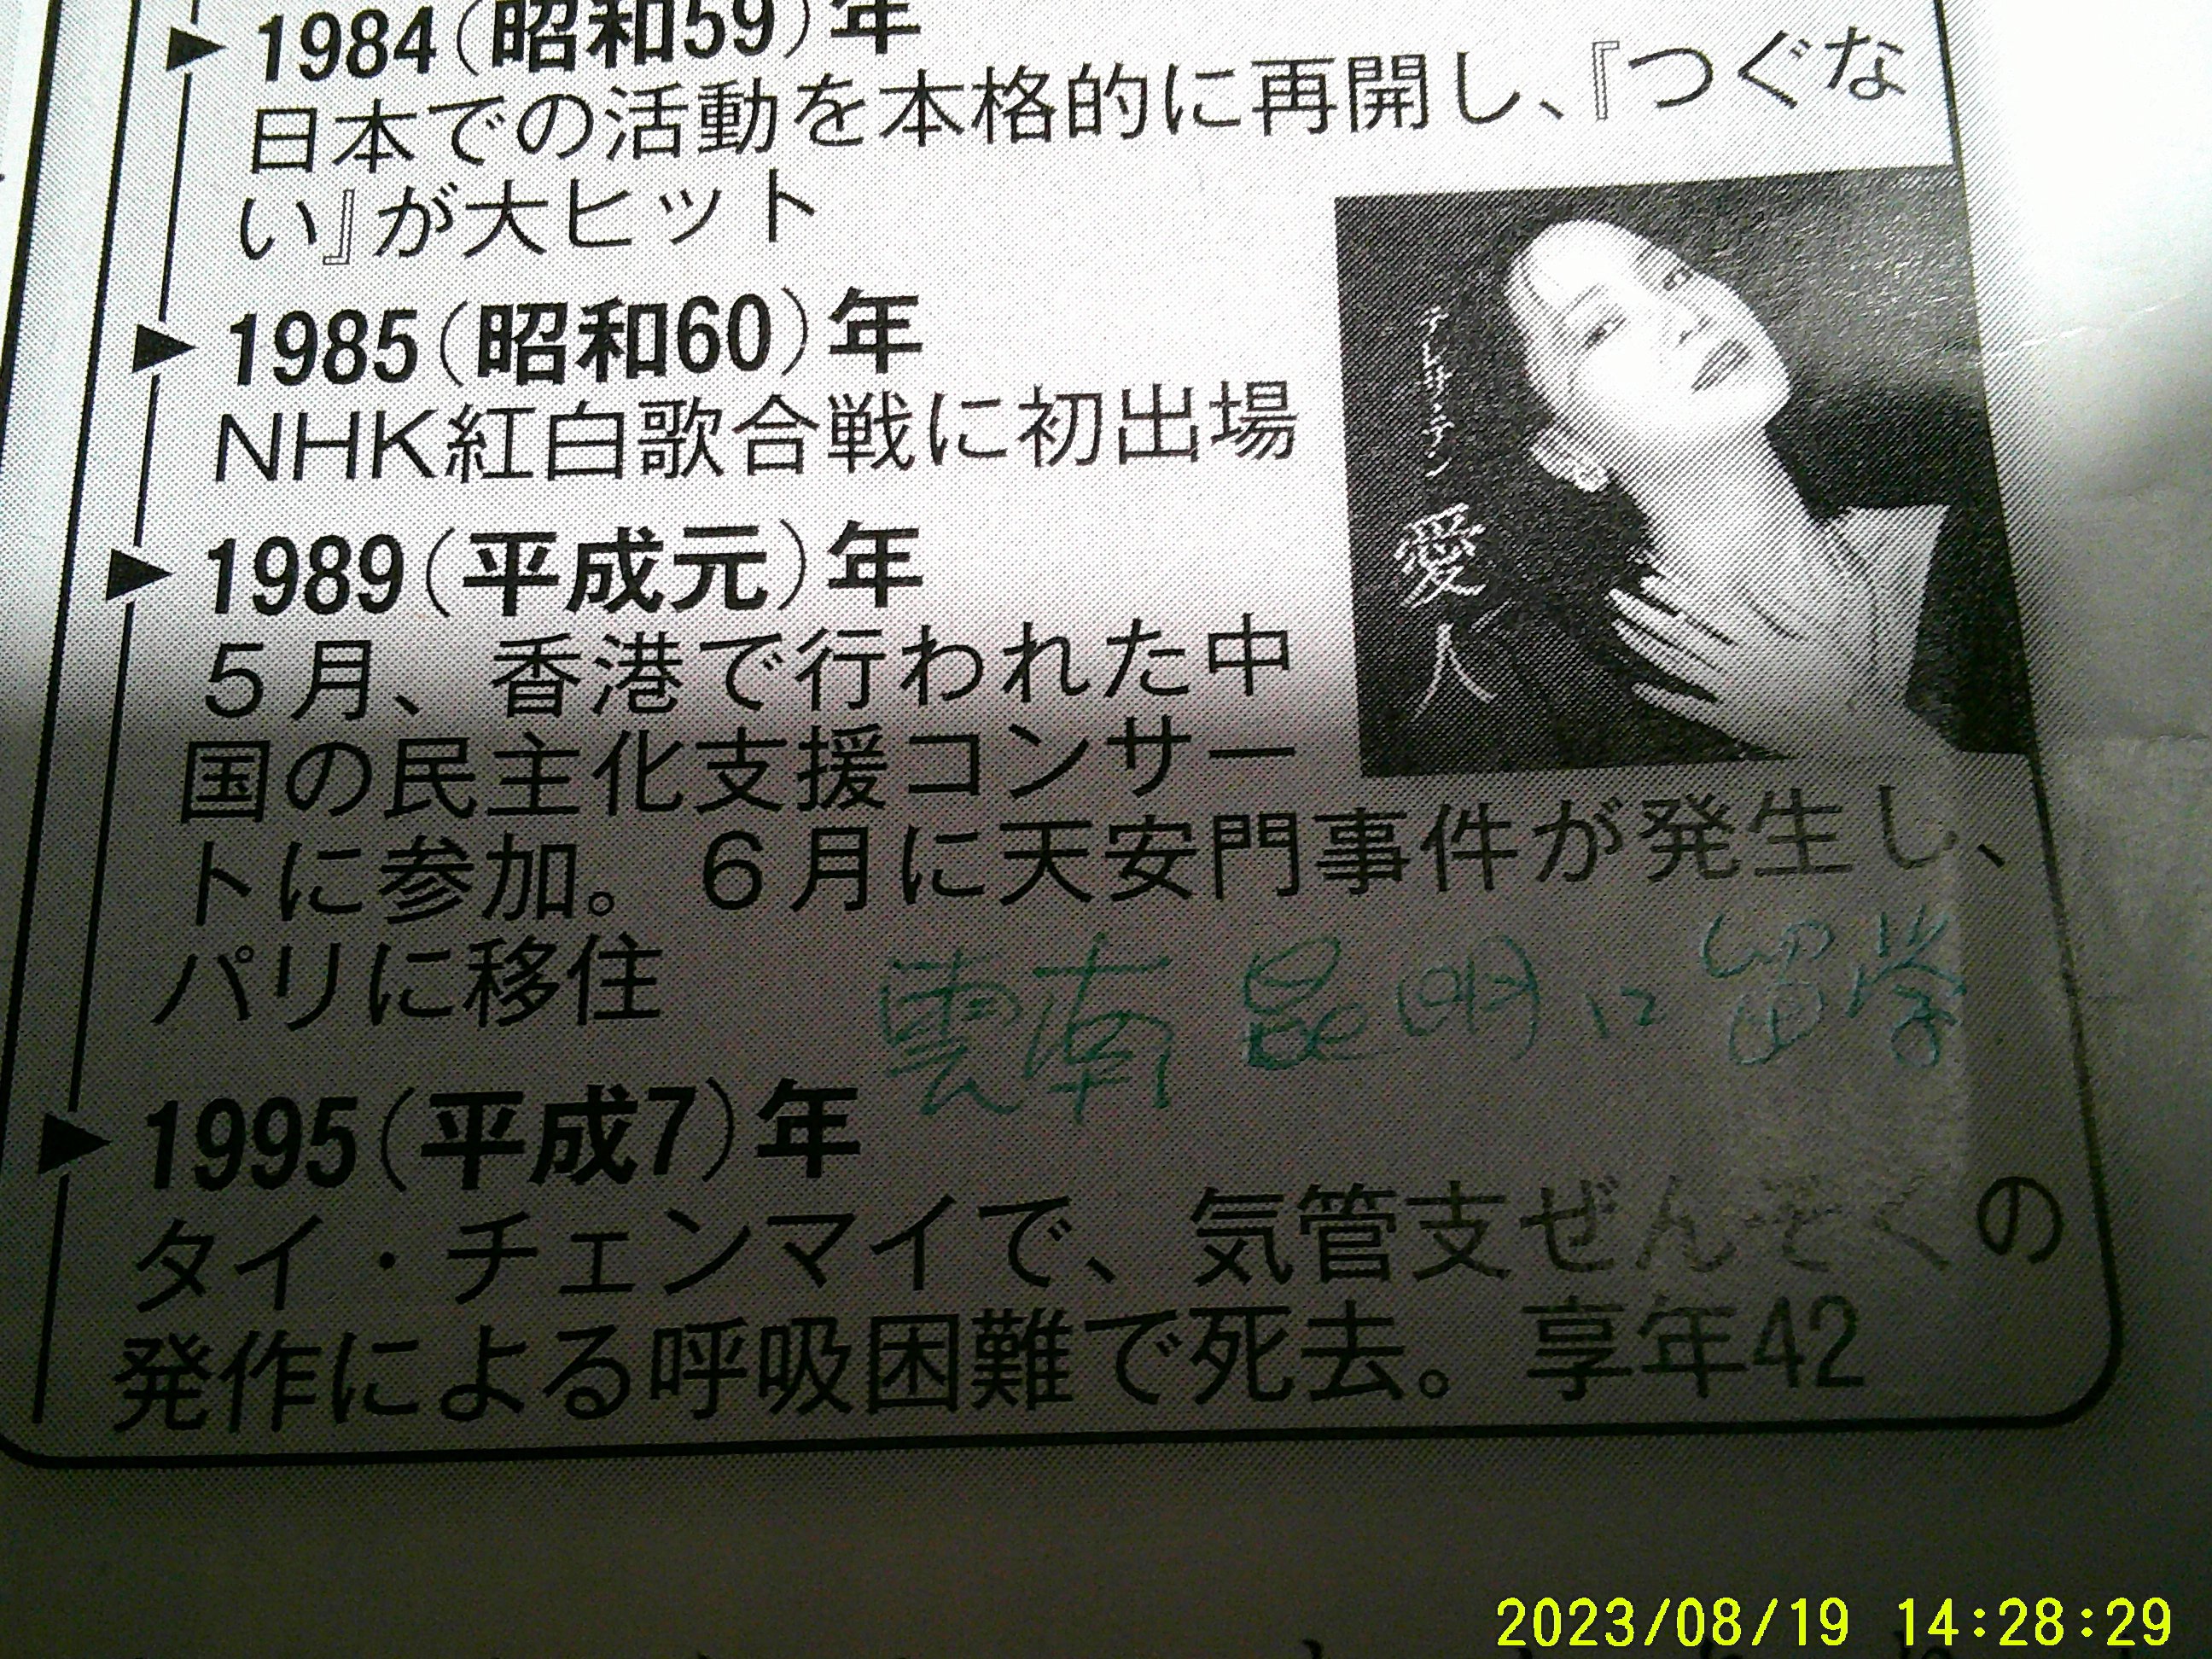 1984(昭和59)年
日本での活動を本格的に再開し、『つぐな
い』が大ヒット
1985(昭和60)年
NHK紅白歌合戦に初出場
テレサ・テン
愛人
1989(平成元)年
5月、香港で行われた中
国の民主化支援コンサー
トに参加。6月に天安門事件が発生し、
パリに移住
雲南 昆明に留学
1995(平成7)年
タイ・チェンマイで、気管支ぜんそくの
発作による呼吸困難で死去。享年42
2023/08/19 14:28:29